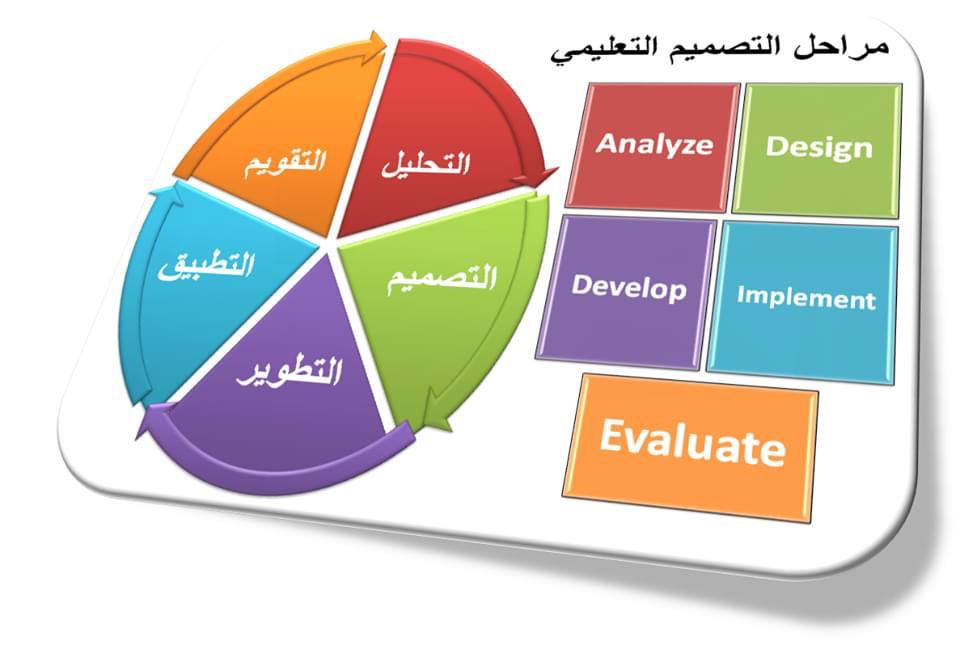 مراحل التصميم التعليمي
التحليل
التصميم
التطوير
التطبيق
التقويم
Analyze
Design
Develop
Implement
Evaluate